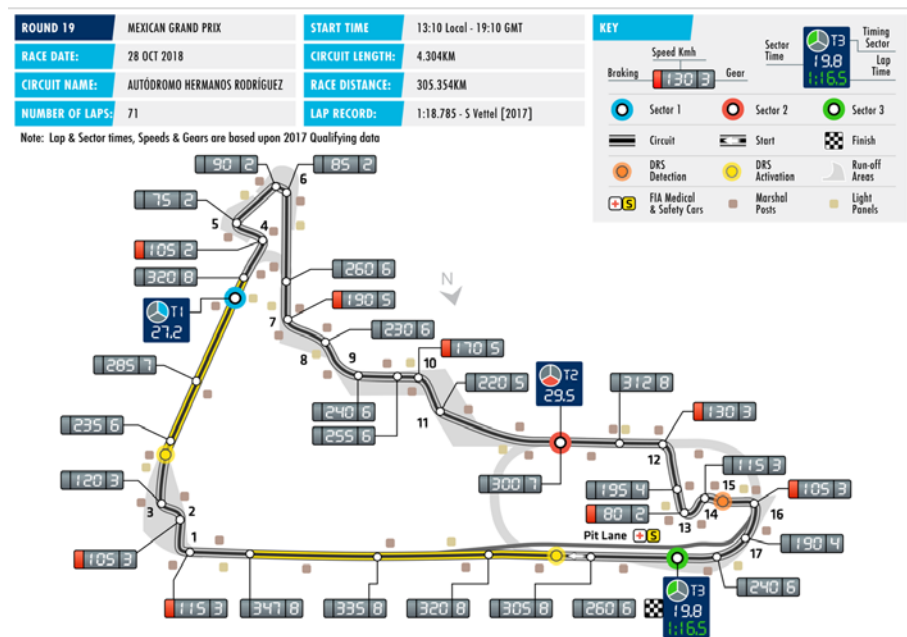 ROUND 19 MEXICAN GRAND PRIX START TIME 13:10 Local - 19:10 GMT
RACE DATE: 28 OCT 2018 CIRCUIT LENGTH: 4.304KM
CIRCUIT NAME: AUTÓDROMO HERMANOS RODRÍGUEZ RACE DISTANCE: 305.354KM
NUMBER OF LAPS: 71 LAP RECORD: 1:18.785 - S Vettel [2017]
Note: Lap & Sector times, Speeds & Gears are based upon 2017 Qualifying data
KEY
Speed Kmh
Braking 130 3 Gear
Sector Time
T3
19.8
1:16.5
Timing Sector
Lap Time
Sector 1 Sector 2 Sector 3
Circuit Start Finish
DRS Detection DRS Activation Run-off Areas
FIA Medical & Safety Cars Marshal Posts Light Panels
S
90 2
6
85 2
75 2
5
4
105 2
320 8
T1
27.2
260 6
190 5
7
N
230 6
8
9
10
170 5
285 7
240 6
255 6
11
220 5
T2
29.5
312 8
130 3
235 6
12
300 7
120 3
3
2
195 4
115 3
15
105 3
80 2
13
14
16
1
Pit Lane S
17
190 4
105 3
115 3
347 8
335 8
320 8
305 8
260 6
T3
19.8
1:16.5
240 6